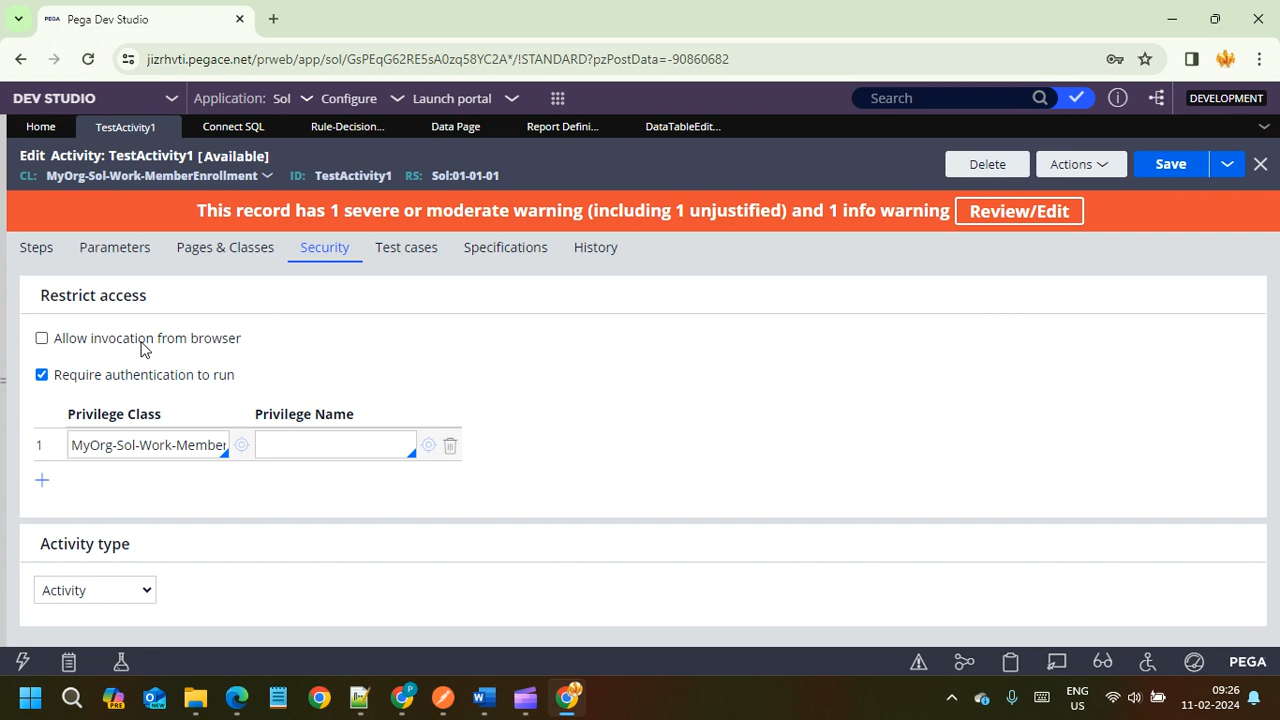 PEGA Pega Dev Studio
jizrhvti.pegace.net/prweb/app/sol/GsPEqG62RE5sA0zq58YC2A*/!STANDARD?pzPostData=-90860682
DEV STUDIO Application: Sol Configure Launch portal Search DEVELOPMENT
Home TestActivity1 Connect SQL Rule-Decision... Data Page Report Defini... DataTableEdit...
Edit Activity: TestActivity1 [Available]
CL: MyOrg-Sol-Work-MemberEnrollment ID: TestActivity1 RS: Sol:01-01-01
Delete Actions Save
This record has 1 severe or moderate warning (including 1 unjustified) and 1 info warning Review/Edit
Steps Parameters Pages & Classes Security Test cases Specifications History
Restrict access
Allow invocation from browser
Require authentication to run
Privilege Class Privilege Name
1 MyOrg-Sol-Work-Member
Activity type
Activity
PEGA
PRE ENG 09:26
US 11-02-2024